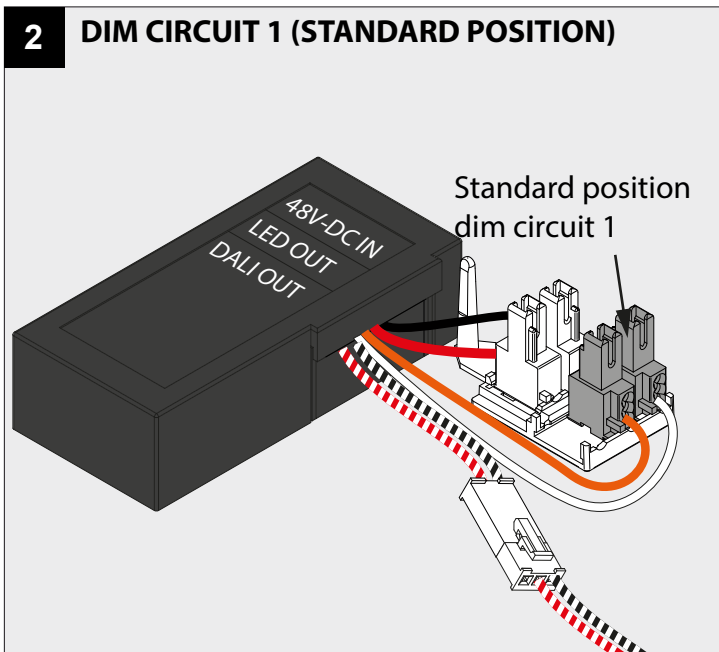 2 DIM CIRCUIT 1 (STANDARD POSITION)
Standard position
dim circuit 1
48V-DC IN
LED OUT
DALI OUT